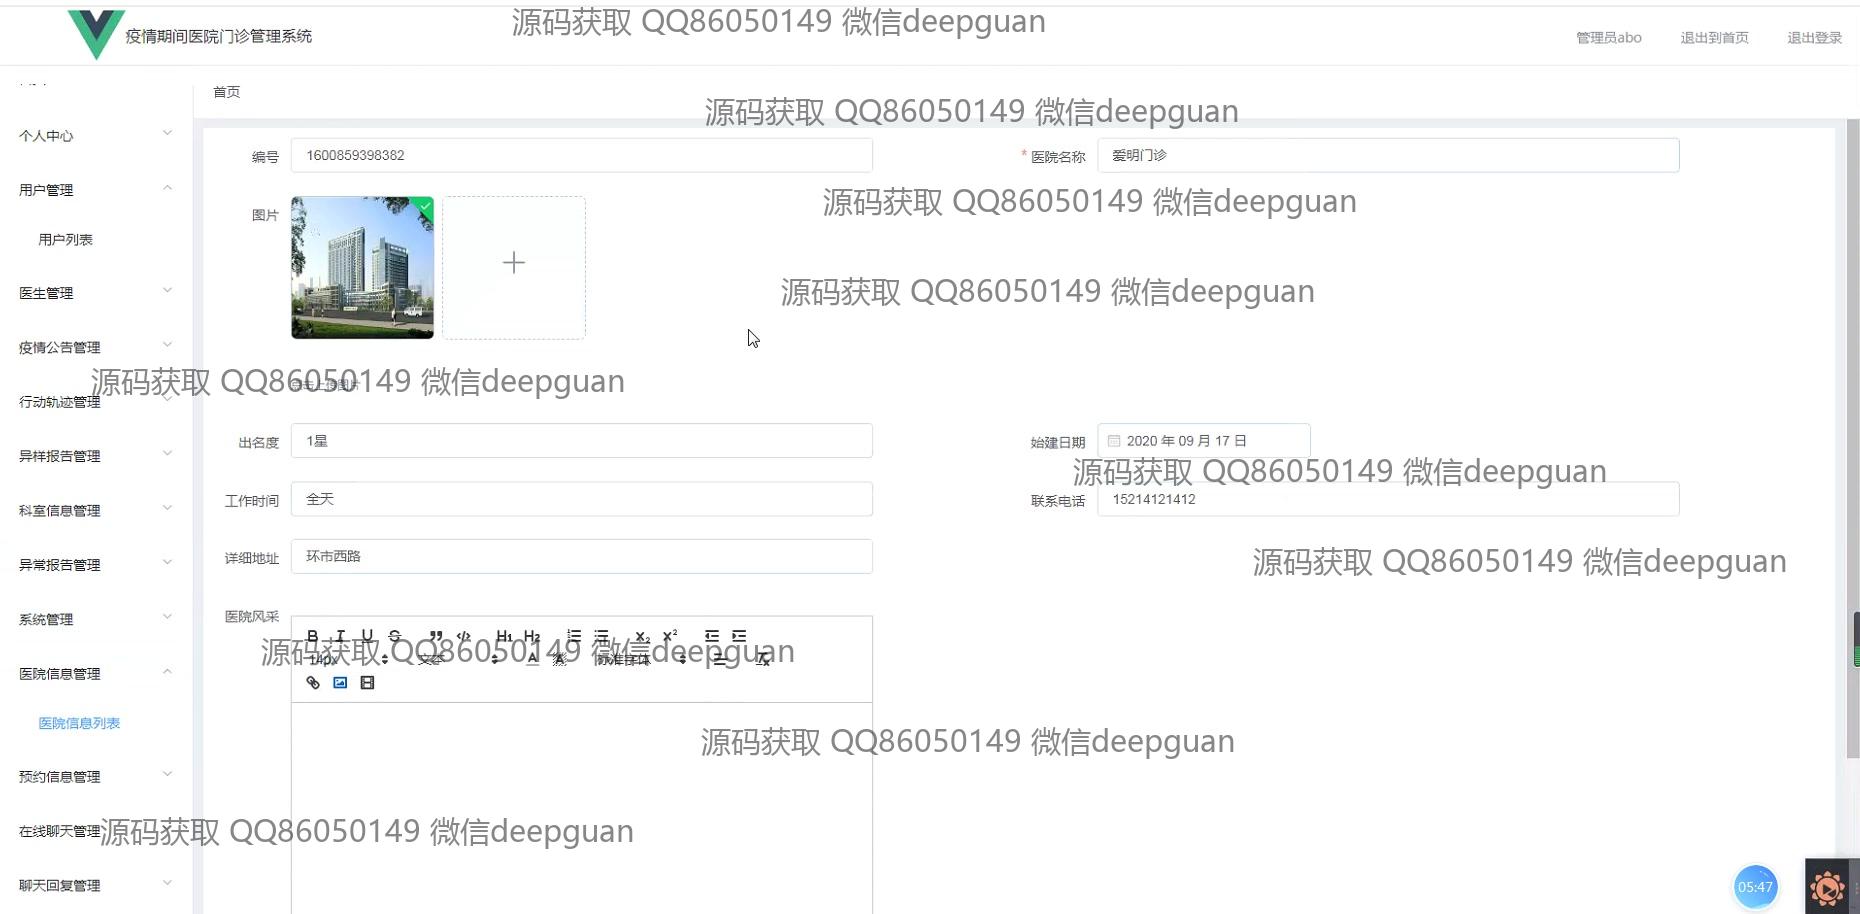 源码获取 QQ86050149 微信deepguan
疫情期间医院门诊管理系统
管理员abo
退出到首页
退出登录
首页
源码获取 QQ86050149 微信deepguan
个人中心
编号
1600859398382
* 医院名称
爱明门诊
用户管理
源码获取 QQ86050149 微信deepguan
图片
用户列表
医生管理
源码获取 QQ86050149 微信deepguan
疫情公告管理
源码获取 QQ86050149 微信deepguan
点击上传图片
行动轨迹管理
出名度
1星
始建日期
2020 年 09 月 17 日
异样报告管理
源码获取 QQ86050149 微信deepguan
工作时间
全天
联系电话
15214121412
科室信息管理
详细地址
环市西路
源码获取 QQ86050149 微信deepguan
异常报告管理
系统管理
医院风采
B I U S ” </> H1 H2 X2 X2
源码获取 QQ86050149 微信deepguan
14px 文本 A A 标准字体 Tx
医院信息管理
医院信息列表
源码获取 QQ86050149 微信deepguan
预约信息管理
在线聊天管理
源码获取 QQ86050149 微信deepguan
聊天回复管理
05:47